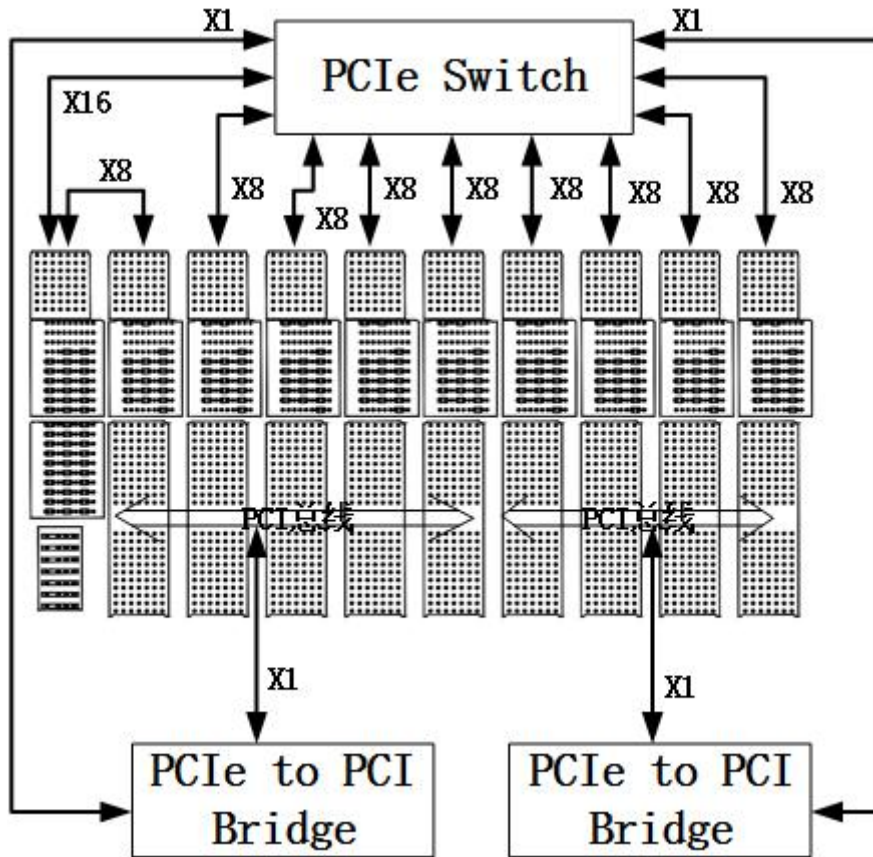 X1
X1
PCIe Switch
X16
X8
X8
X8
X8
X8
X8
X8
X8
X8
PCI总线
PCI总线
X1
X1
PCIe to PCI
Bridge
PCIe to PCI
Bridge